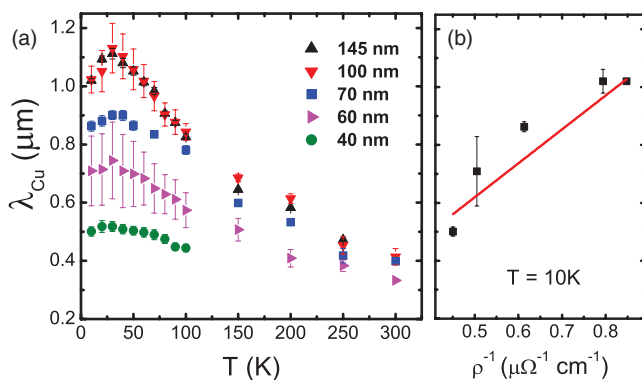 (a)
1.2
1.0
0.8
0.6
0.4
0.2
λCu (μm)
145 nm
100 nm
70 nm
60 nm
40 nm
0 50 100 150 200 250 300
T (K)
(b)
T = 10K
0.5 0.6 0.7 0.8
ρ⁻¹ (μΩ⁻¹ cm⁻¹)